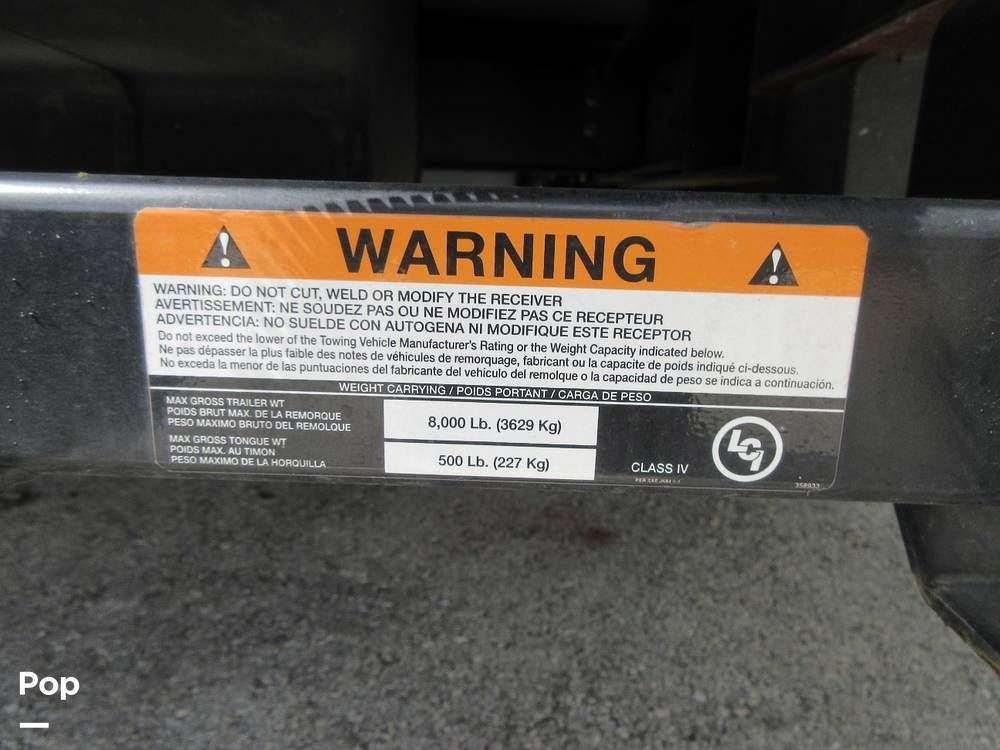 WARNING
WARNING: DO NOT CUT, WELD OR MODIFY THE RECEIVER
AVERTISSEMENT: NE SOUDEZ PAS OU NE MODIFIEZ PAS CE RECEPTEUR
ADVERTENCIA: NO SUELDE CON AUTOGENA NI MODIFIQUE ESTE RECEPTOR
Do not exceed the lower of the Towing Vehicle Manufacturer's Rating or the Weight Capacity indicated below.
Ne pas dépasser la plus faible des notes de véhicules de remorquage, fabricant ou la capacite de poids indiqué ci-dessous.
No exceda la menor de las puntuaciones del fabricante del vehículo del remolque o la capacidad de peso se indica a continuación.
WEIGHT CARRYING / POIDS PORTANT / CARGA DE PESO
MAX GROSS TRAILER WT
POIDS BRUT MAX. DE LA REMORQUE
PESO MAXIMO BRUTO DEL REMOLQUE
8,000 Lb. (3629 Kg)
MAX GROSS TONGUE WT
POIDS MAX. AU TIMON
PESO MAXIMO DE LA HORQUILLA
500 Lb. (227 Kg)
CLASS IV
PER SAE
LCI
Pop